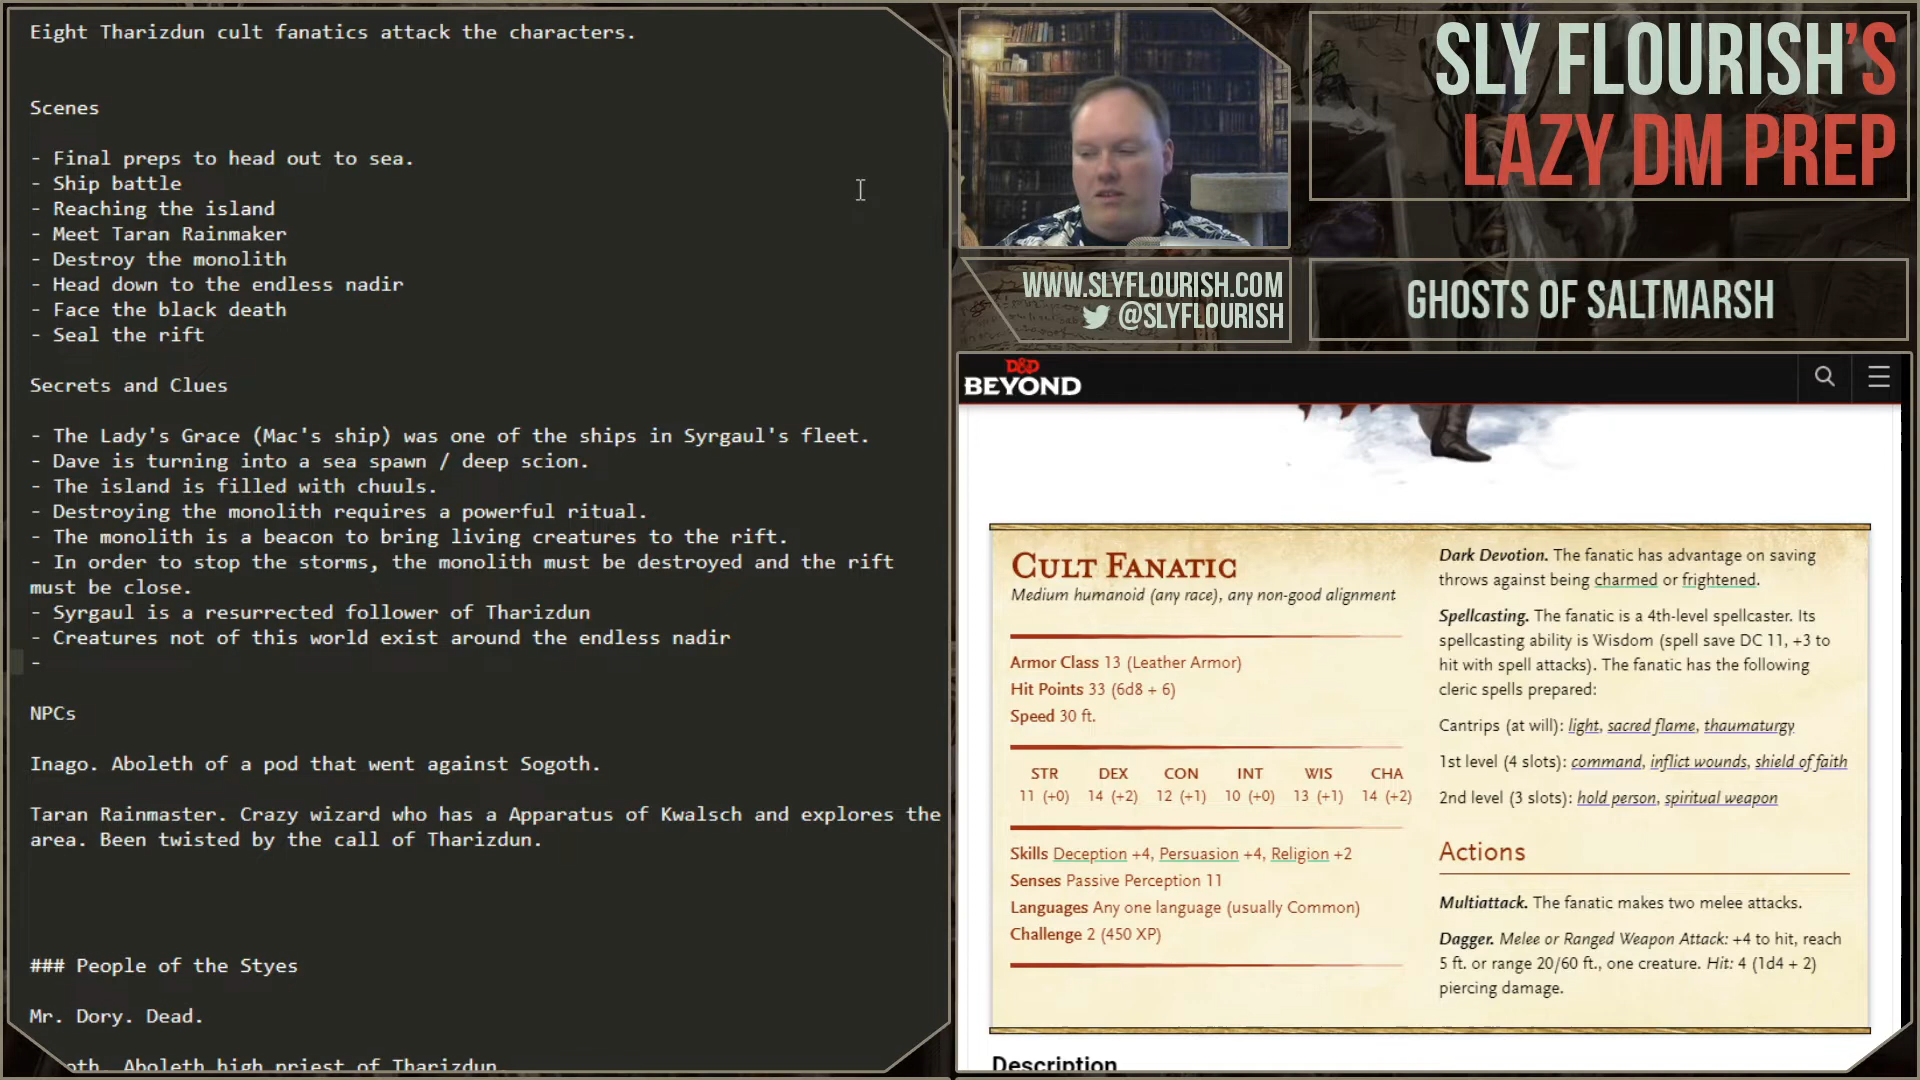 Eight Tharizdun cult fanatics attack the characters.
Scenes
- Final preps to head out to sea.
- Ship battle
- Reaching the island
- Meet Taran Rainmaker
- Destroy the monolith
- Head down to the endless nadir
- Face the black death
- Seal the rift
Secrets and Clues
- The Lady's Grace (Mac's ship) was one of the ships in Syrgaul's fleet.
- Dave is turning into a sea spawn / deep scion.
- The island is filled with chuuls.
- Destroying the monolith requires a powerful ritual.
- The monolith is a beacon to bring living creatures to the rift.
- In order to stop the storms, the monolith must be destroyed and the rift
must be close.
- Syrgaul is a resurrected follower of Tharizdun
- Creatures not of this world exist around the endless nadir
-
NPCs
Inago. Aboleth of a pod that went against Sogoth.
Taran Rainmaster. Crazy wizard who has a Apparatus of Kwalsch and explores the
area. Been twisted by the call of Tharizdun.
### People of the Styes
Mr. Dory. Dead.
Aboleth high priest of Tharizdun
SLY FLOURISH'S
LAZY DM PREP
WWW.SLYFLOURISH.COM
@SLYFLOURISH
GHOSTS OF SALTMARSH
D&D
BEYOND
CULT FANATIC
Medium humanoid (any race), any non-good alignment
Armor Class 13 (Leather Armor)
Hit Points 33 (6d8 + 6)
Speed 30 ft.
STR DEX CON INT WIS CHA
11 (+0) 14 (+2) 12 (+1) 10 (+0) 13 (+1) 14 (+2)
Skills Deception +4, Persuasion +4, Religion +2
Senses Passive Perception 11
Languages Any one language (usually Common)
Challenge 2 (450 XP)
Dark Devotion. The fanatic has advantage on saving
throws against being charmed or frightened.
Spellcasting. The fanatic is a 4th-level spellcaster. Its
spellcasting ability is Wisdom (spell save DC 11, +3 to
hit with spell attacks). The fanatic has the following
cleric spells prepared:
Cantrips (at will): light, sacred flame, thaumaturgy
1st level (4 slots): command, inflict wounds, shield of faith
2nd level (3 slots): hold person, spiritual weapon
Actions
Multiattack. The fanatic makes two melee attacks.
Dagger. Melee or Ranged Weapon Attack: +4 to hit, reach
5 ft. or range 20/60 ft., one creature. Hit: 4 (1d4 + 2)
piercing damage.
Description